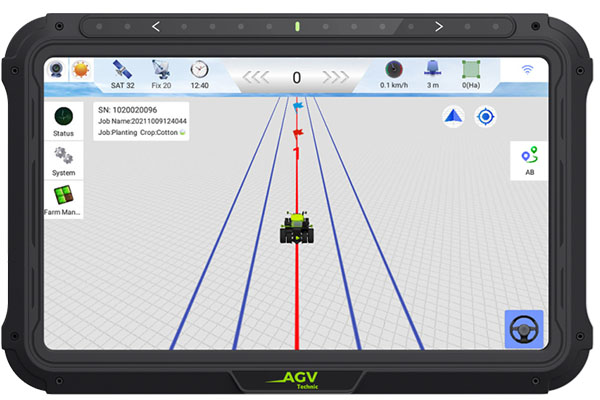 SAT 32
Fix 20
12:40
0
0.1 km/h
3 m
0(Ha)
SN: 1020020096
Job Name:20211009124044
Job:Planting Crop:Cotton
Status
System
Farm Man...
AB
1
AGV
Technic